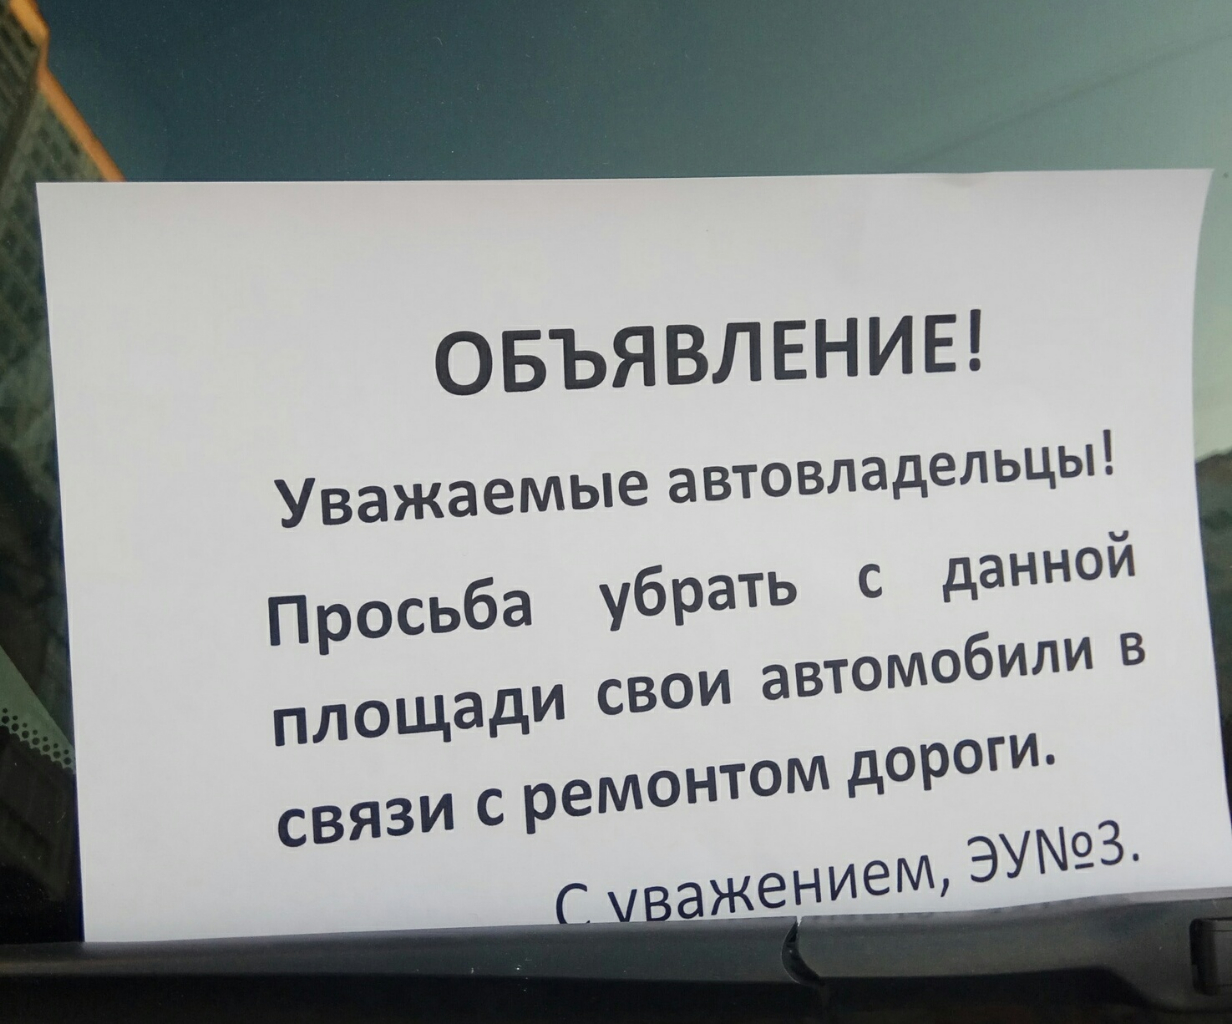 ОБЪЯВЛЕНИЕ!
Уважаемые автовладельцы!
Просьба убрать с данной
площади свои автомобили в
связи с ремонтом дороги.
С уважением, ЭУ№3.